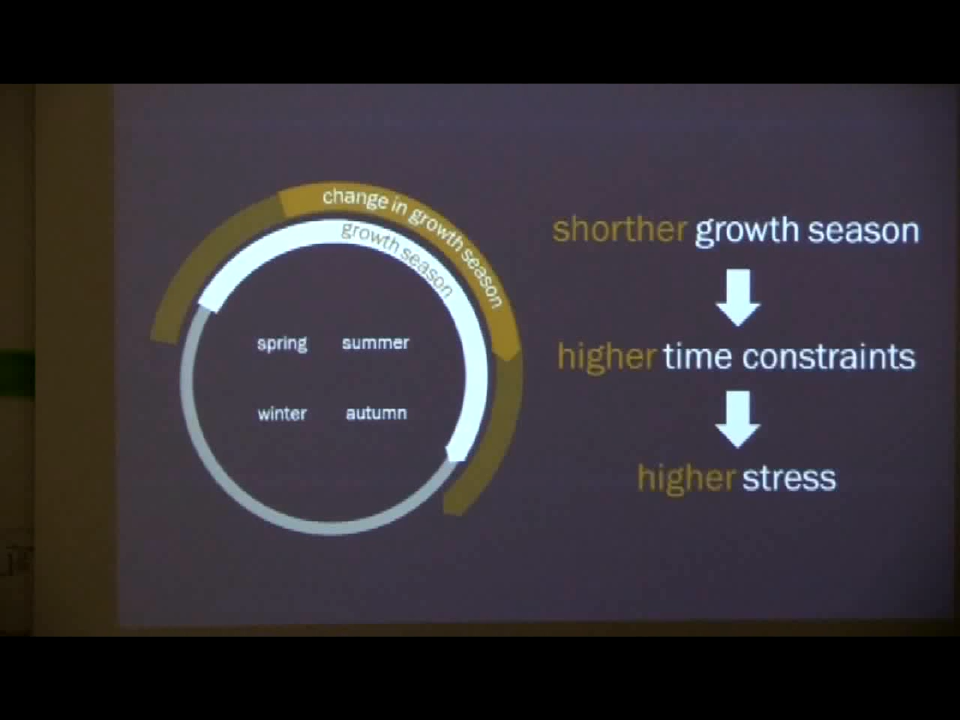 change in growth season
growth season
spring summer
winter autumn
shorther growth season
higher time constraints
higher stress